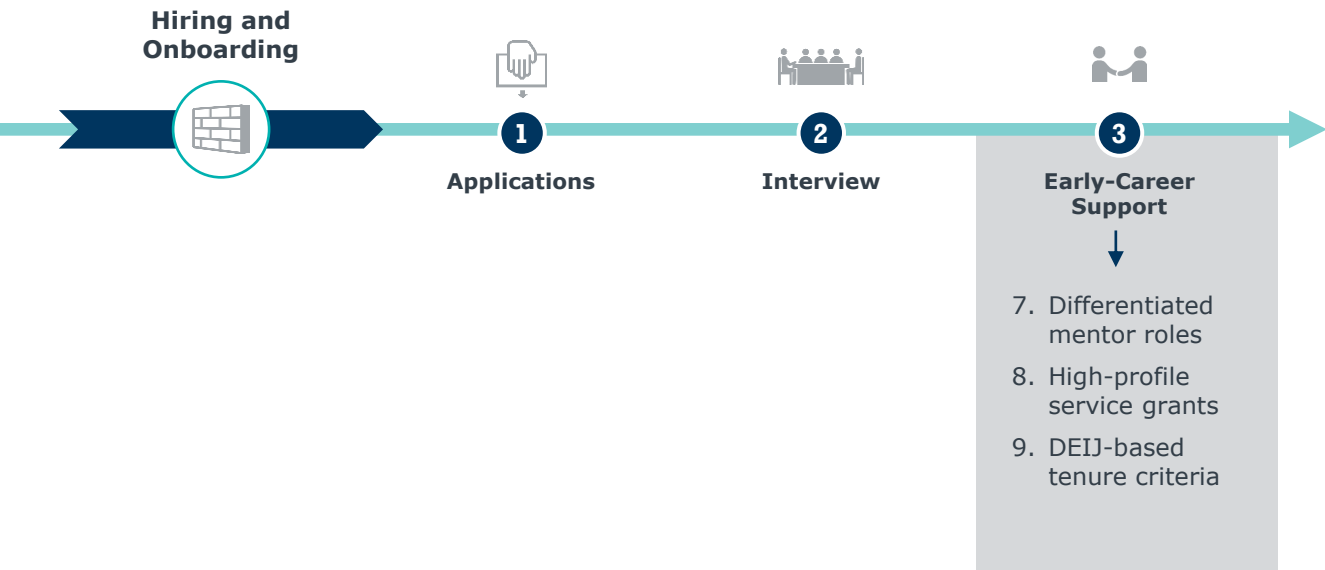 Hiring and
Onboarding
1
2
3
Applications
Interview
Early-Career
Support
7. Differentiated
mentor roles
8. High-profile
service grants
9. DEIJ-based
tenure criteria